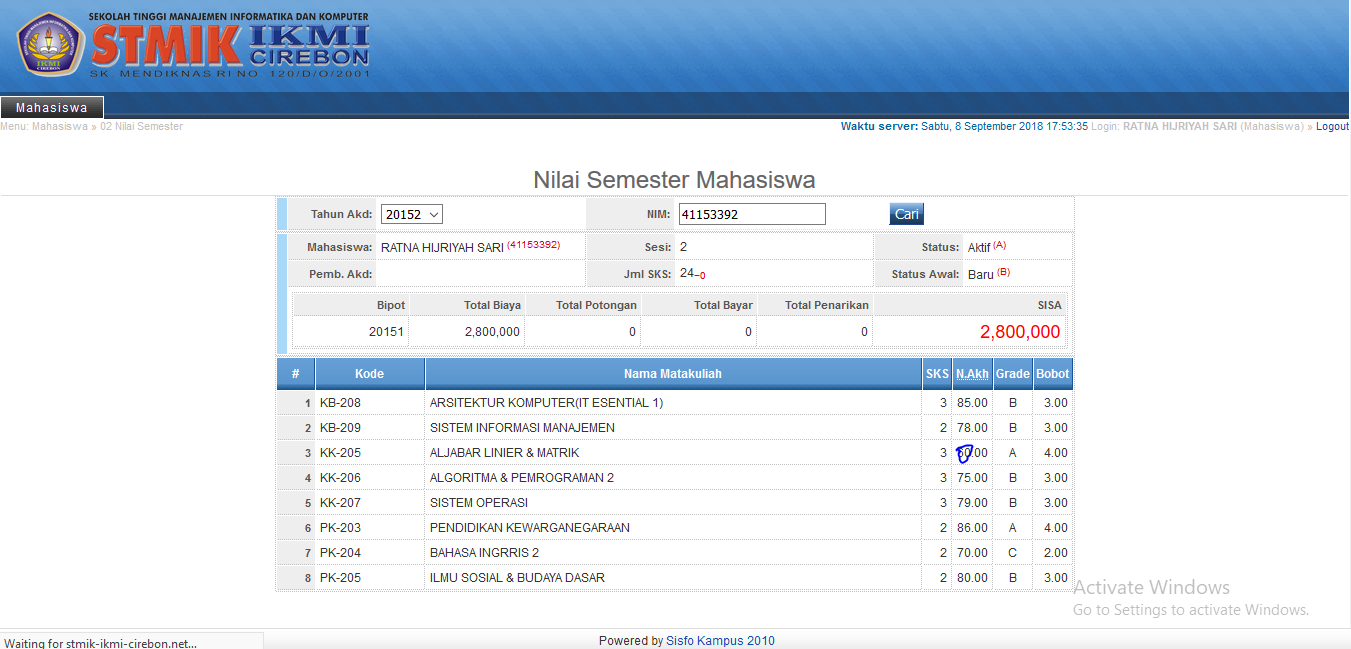 SEKOLAH TINGGI MANAJEMEN INFORMATIKA DAN KOMPUTER
STMIK IKMI
CIREBON
SK. MENDIKNAS RI NO. 120/D/O/2001
IKMI
CIREBON
Mahasiswa
Menu: Mahasiswa » 02 Nilai Semester
Waktu server: Sabtu, 8 September 2018 17:53:35 Login: RATNA HIJRIYAH SARI (Mahasiswa) » Logout
Nilai Semester Mahasiswa
Tahun Akd: 20152 NIM: 41153392 Cari
Mahasiswa: RATNA HIJRIYAH SARI (41153392) Sesi: 2 Status: Aktif (A)
Pemb. Akd: Jml SKS: 24-0 Status Awal: Baru (B)
Bipot Total Biaya Total Potongan Total Bayar Total Penarikan SISA
20151 2,800,000 0 0 0 2,800,000
# Kode Nama Matakuliah SKS N.Akh Grade Bobot
1 KB-208 ARSITEKTUR KOMPUTER(IT ESENTIAL 1) 3 85.00 B 3.00
2 KB-209 SISTEM INFORMASI MANAJEMEN 2 78.00 B 3.00
3 KK-205 ALJABAR LINIER & MATRIK 3 A 4.00
4 KK-206 ALGORITMA & PEMROGRAMAN 2 3 75.00 B 3.00
5 KK-207 SISTEM OPERASI 3 79.00 B 3.00
6 PK-203 PENDIDIKAN KEWARGANEGARAAN 2 86.00 A 4.00
7 PK-204 BAHASA INGRRIS 2 2 70.00 C 2.00
8 PK-205 ILMU SOSIAL & BUDAYA DASAR 2 80.00 B 3.00
Activate Windows
Go to Settings to activate Windows.
Powered by Sisfo Kampus 2010
Waiting for stmik-ikmi-cirebon.net...